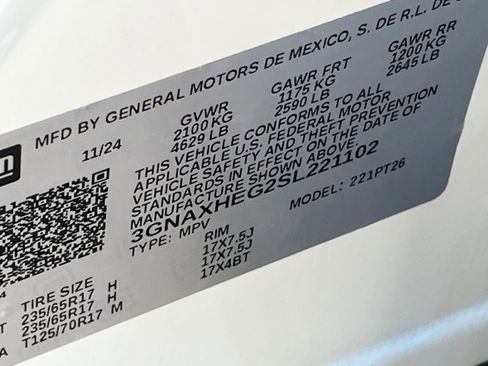 MFD BY GENERAL MOTORS DE MEXICO, S. DE R.L. DE
11/24
GVWR GAWR FRT GAWR RR
2100 KG 1175 KG 1200 KG
4629 LB 2590 LB 2645 LB
THIS VEHICLE CONFORMS TO ALL
APPLICABLE U.S. FEDERAL MOTOR
VEHICLE SAFETY AND THEFT PREVENTION
STANDARDS IN EFFECT ON THE DATE OF
MANUFACTURE SHOWN ABOVE
3GNAXHEG2SL221102
TYPE: MPV MODEL: 221PT26
TIRE SIZE RIM
235/65R17 H 17X7.5J
235/65R17 H 17X7.5J
T125/70R17 M 17X4BT